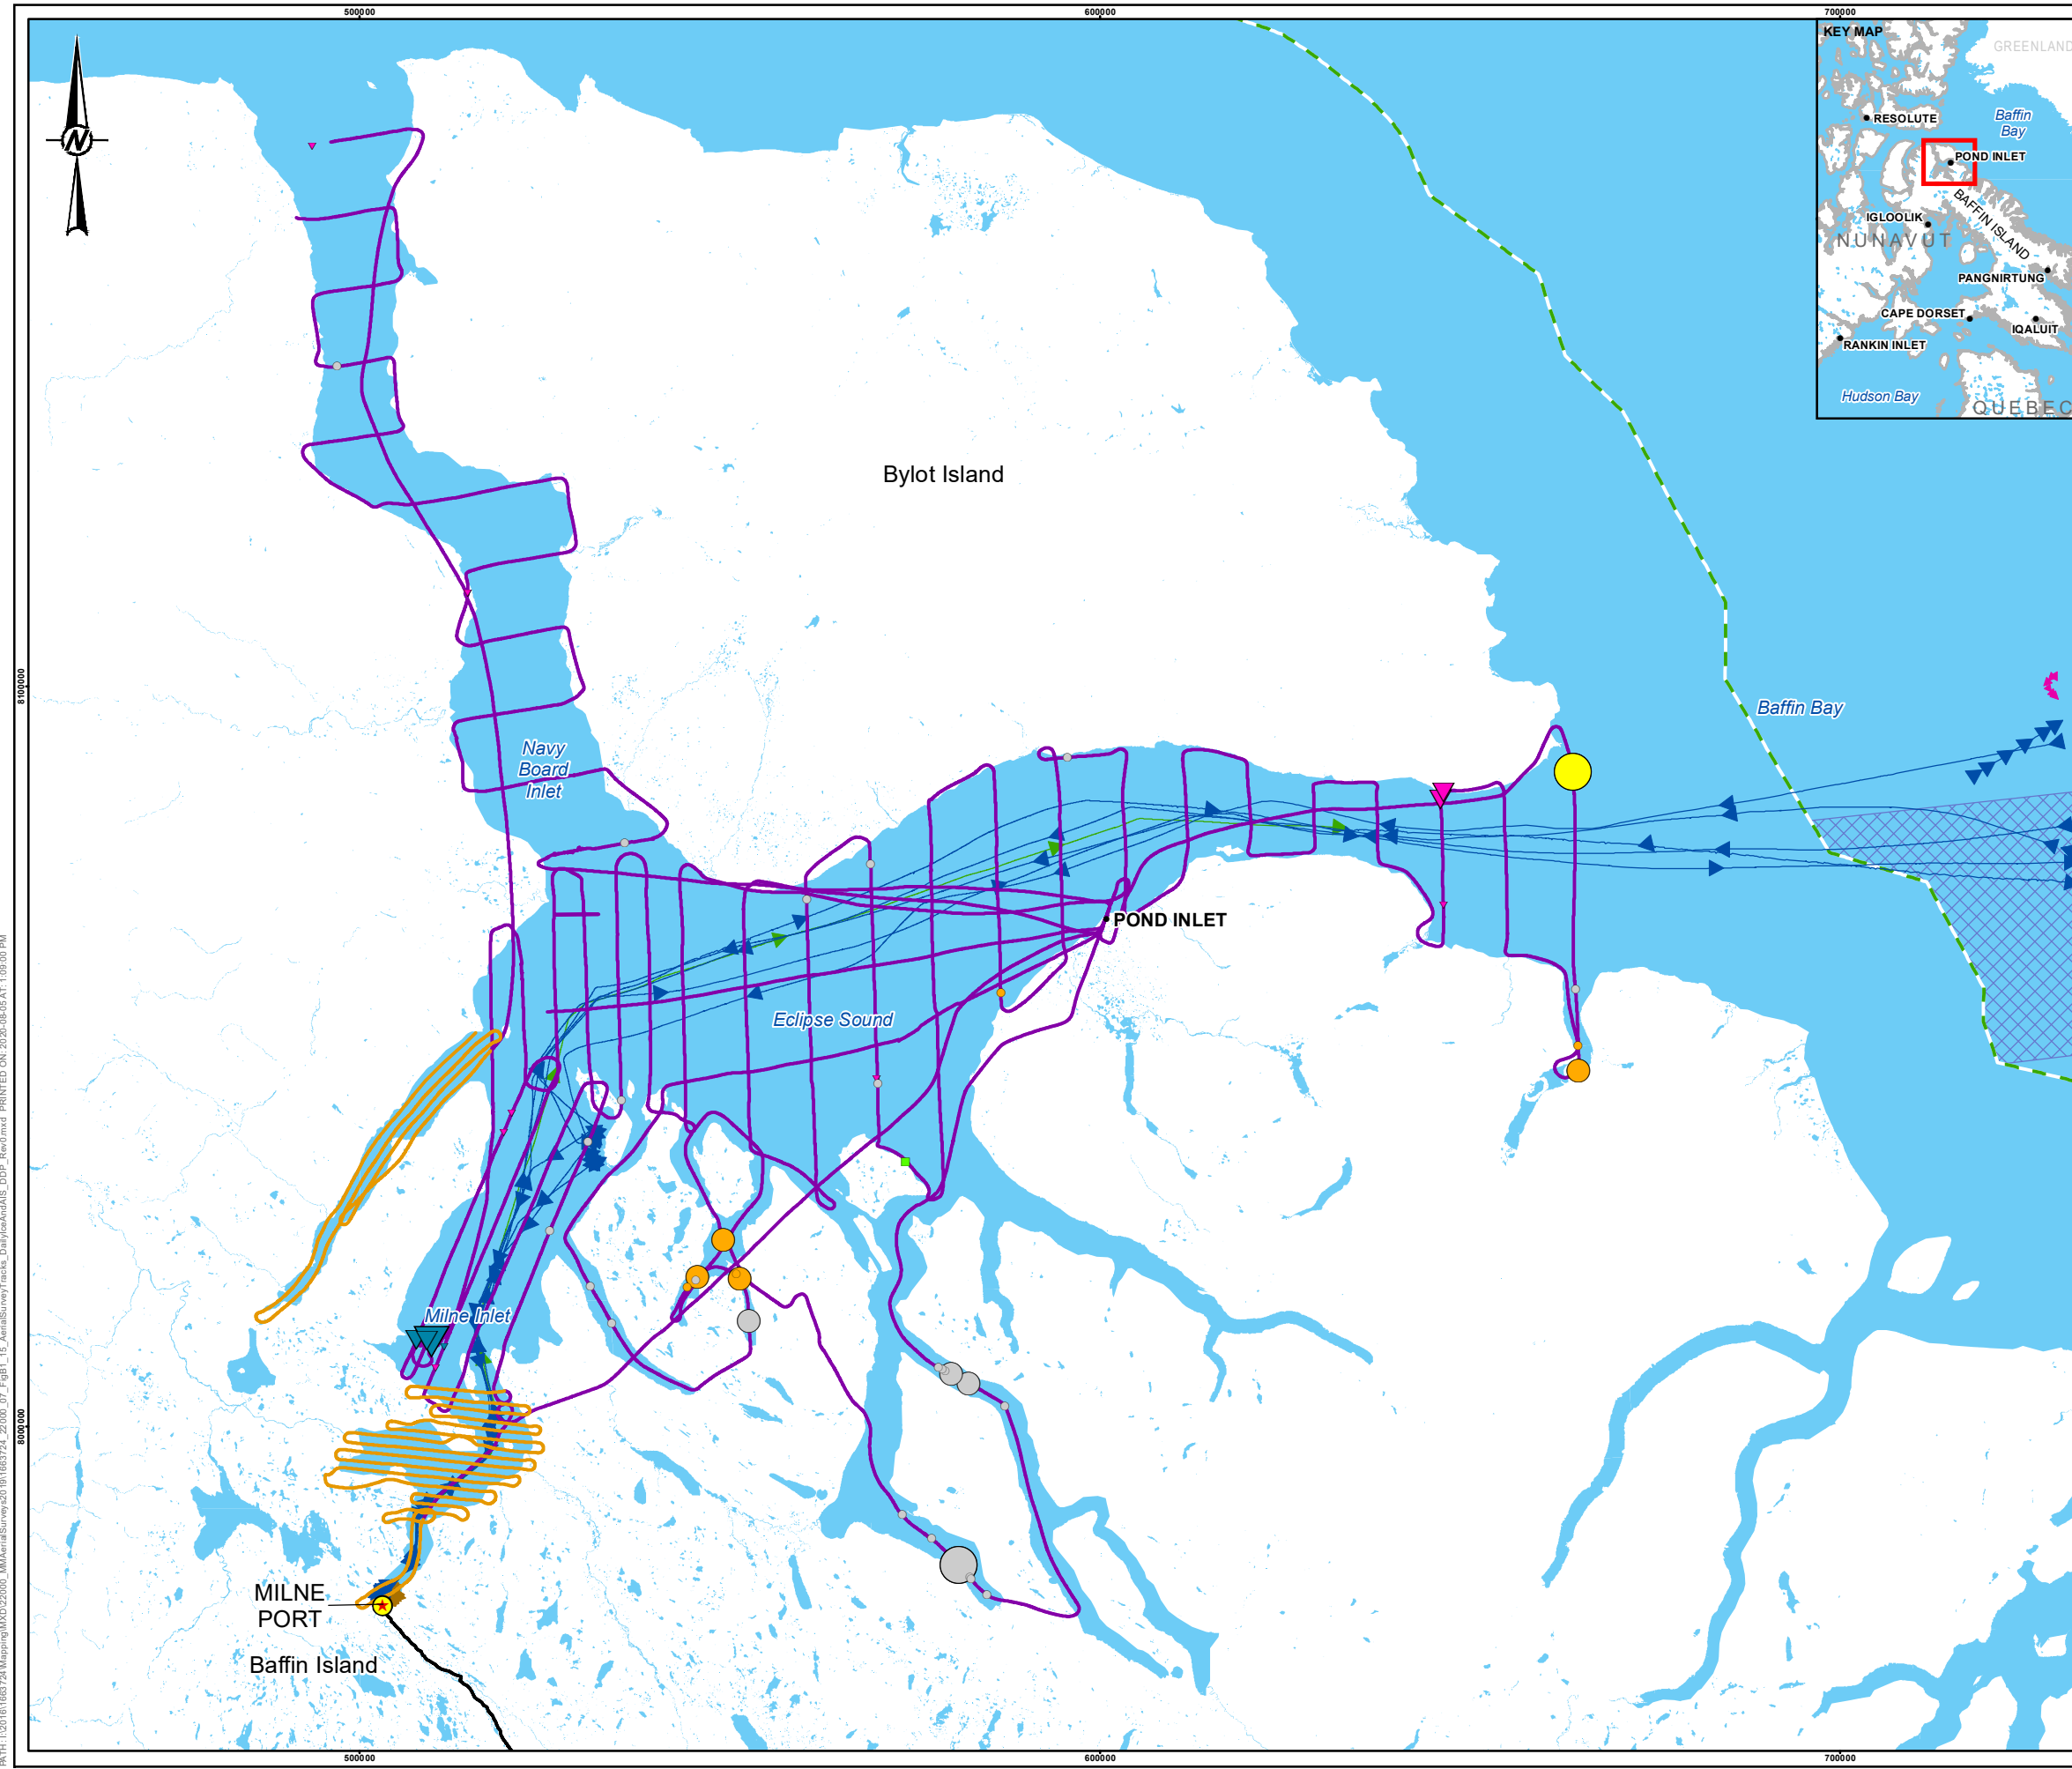 500000
600000
700000
KEY MAP
GREENLAND
Baffin
Bay
RESOLUTE
POND INLET
BAFFIN ISLAND
IGLOOLIK
NUNAVUT
PANGNIRTUNG
CAPE DORSET
IQALUIT
RANKIN INLET
Hudson Bay
QUEBEC
N
Bylot Island
8100000
Baffin Bay
Navy
Board
Inlet
POND INLET
Eclipse Sound
Milne Inlet
8000000
MILNE
PORT
Baffin Island
500000
600000
700000